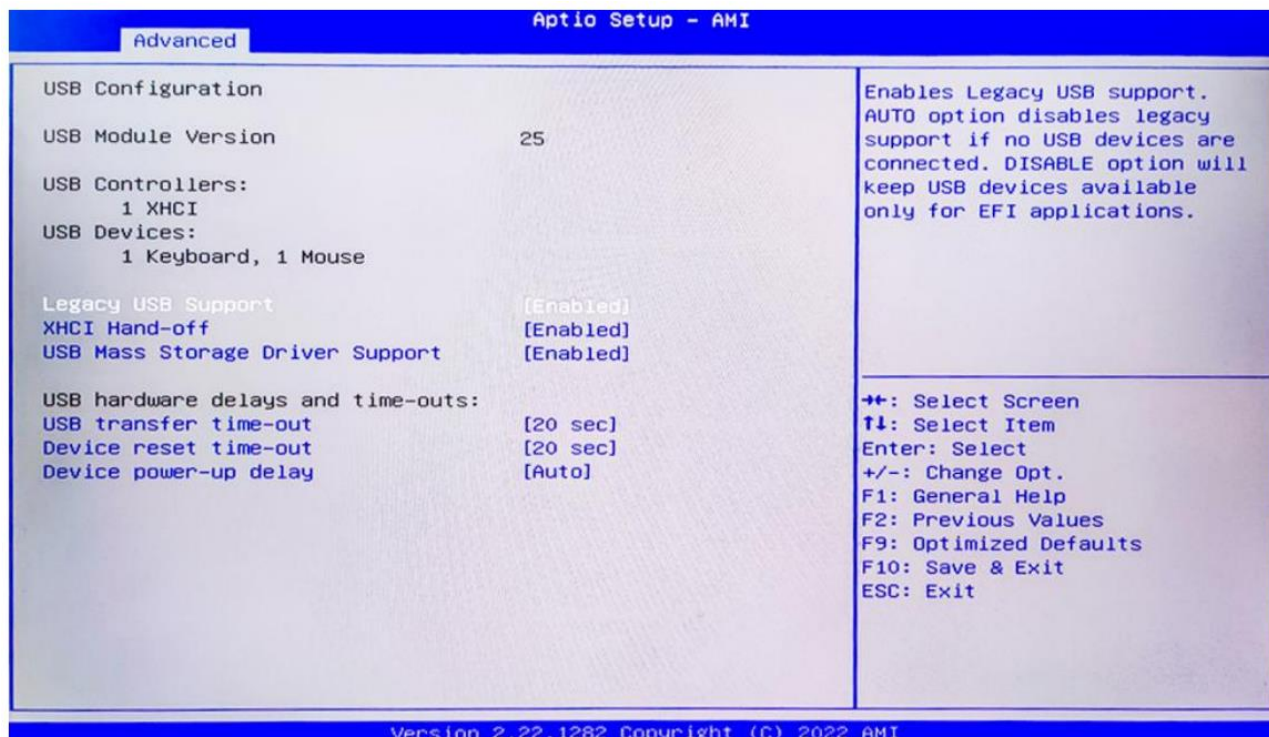 Aptio Setup - AMI
Advanced
USB Configuration
USB Module Version 25
USB Controllers:
1 XHCI
USB Devices:
1 Keyboard, 1 Mouse
Legacy USB Support [Enabled]
XHCI Hand-off [Enabled]
USB Mass Storage Driver Support [Enabled]
USB hardware delays and time-outs:
USB transfer time-out [20 sec]
Device reset time-out [20 sec]
Device power-up delay [Auto]
Enables Legacy USB support.
AUTO option disables legacy
support if no USB devices are
connected. DISABLE option will
keep USB devices available
only for EFI applications.
→←: Select Screen
↑↓: Select Item
Enter: Select
+/-: Change Opt.
F1: General Help
F2: Previous Values
F9: Optimized Defaults
F10: Save & Exit
ESC: Exit
Version 2.22.1282 Copyright (C) 2022 AMI